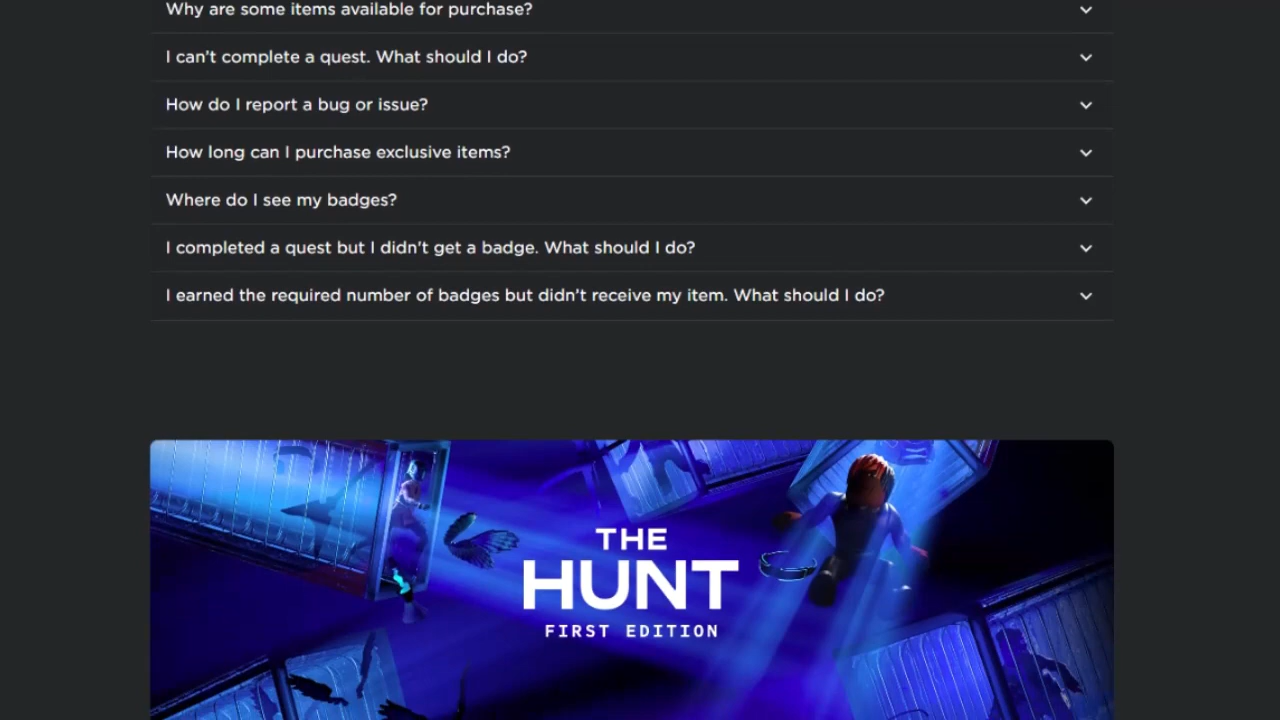 Why are some items available for purchase?
I can’t complete a quest. What should I do?
How do I report a bug or issue?
How long can I purchase exclusive items?
Where do I see my badges?
I completed a quest but I didn’t get a badge. What should I do?
I earned the required number of badges but didn’t receive my item. What should I do?
THE
HUNT
FIRST EDITION